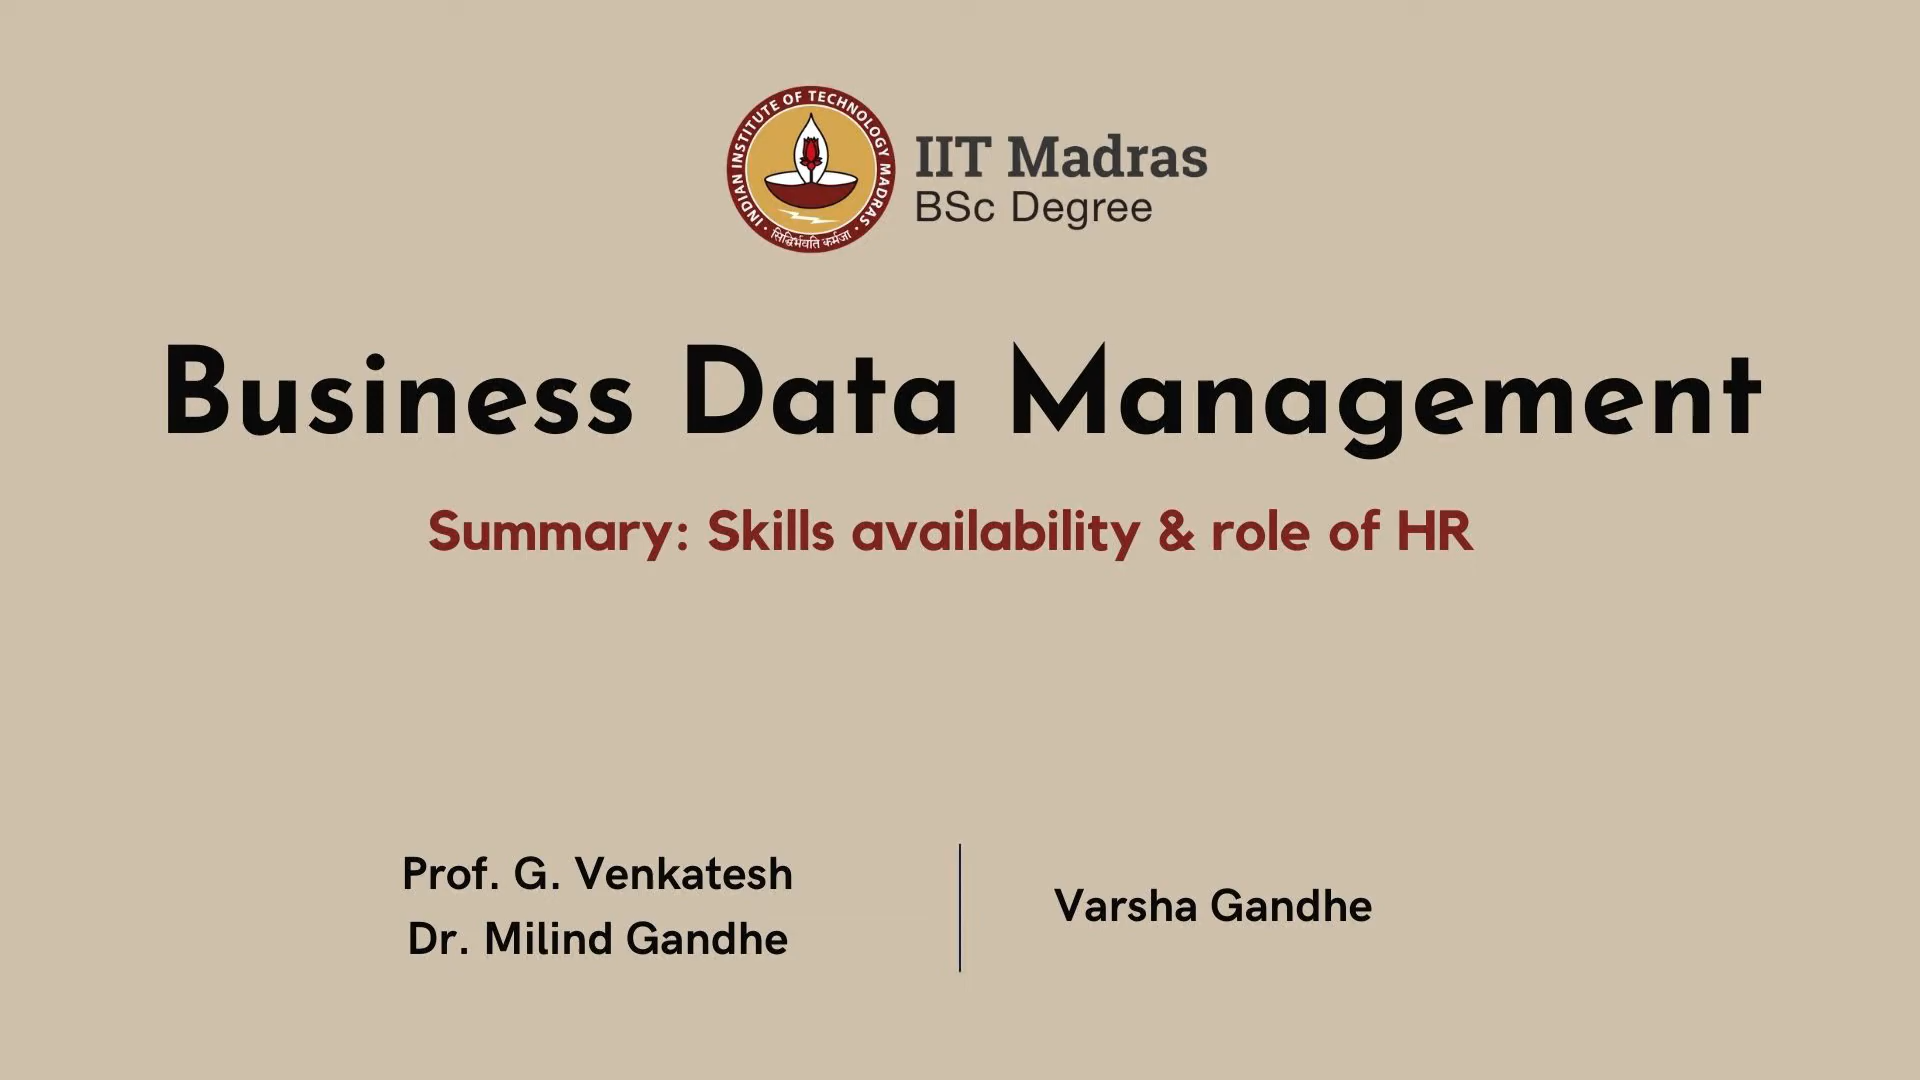 INDIAN INSTITUTE OF TECHNOLOGY MADRAS
सिद्धिर्भवति कर्मजा
IIT Madras
BSc Degree
Business Data Management
Summary: Skills availability & role of HR
Prof. G. Venkatesh
Dr. Milind Gandhe
Varsha Gandhe